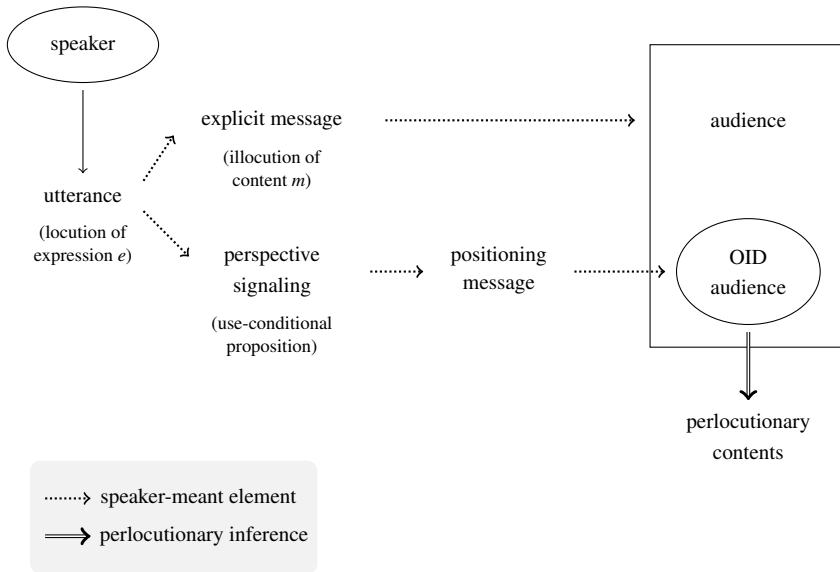 speaker
explicit message
(illocution of
content m)
audience
utterance
(locution of
expression e)
perspective
signaling
(use-conditional
proposition)
positioning
message
OID
audience
perlocutionary
contents
speaker-meant element
perlocutionary inference